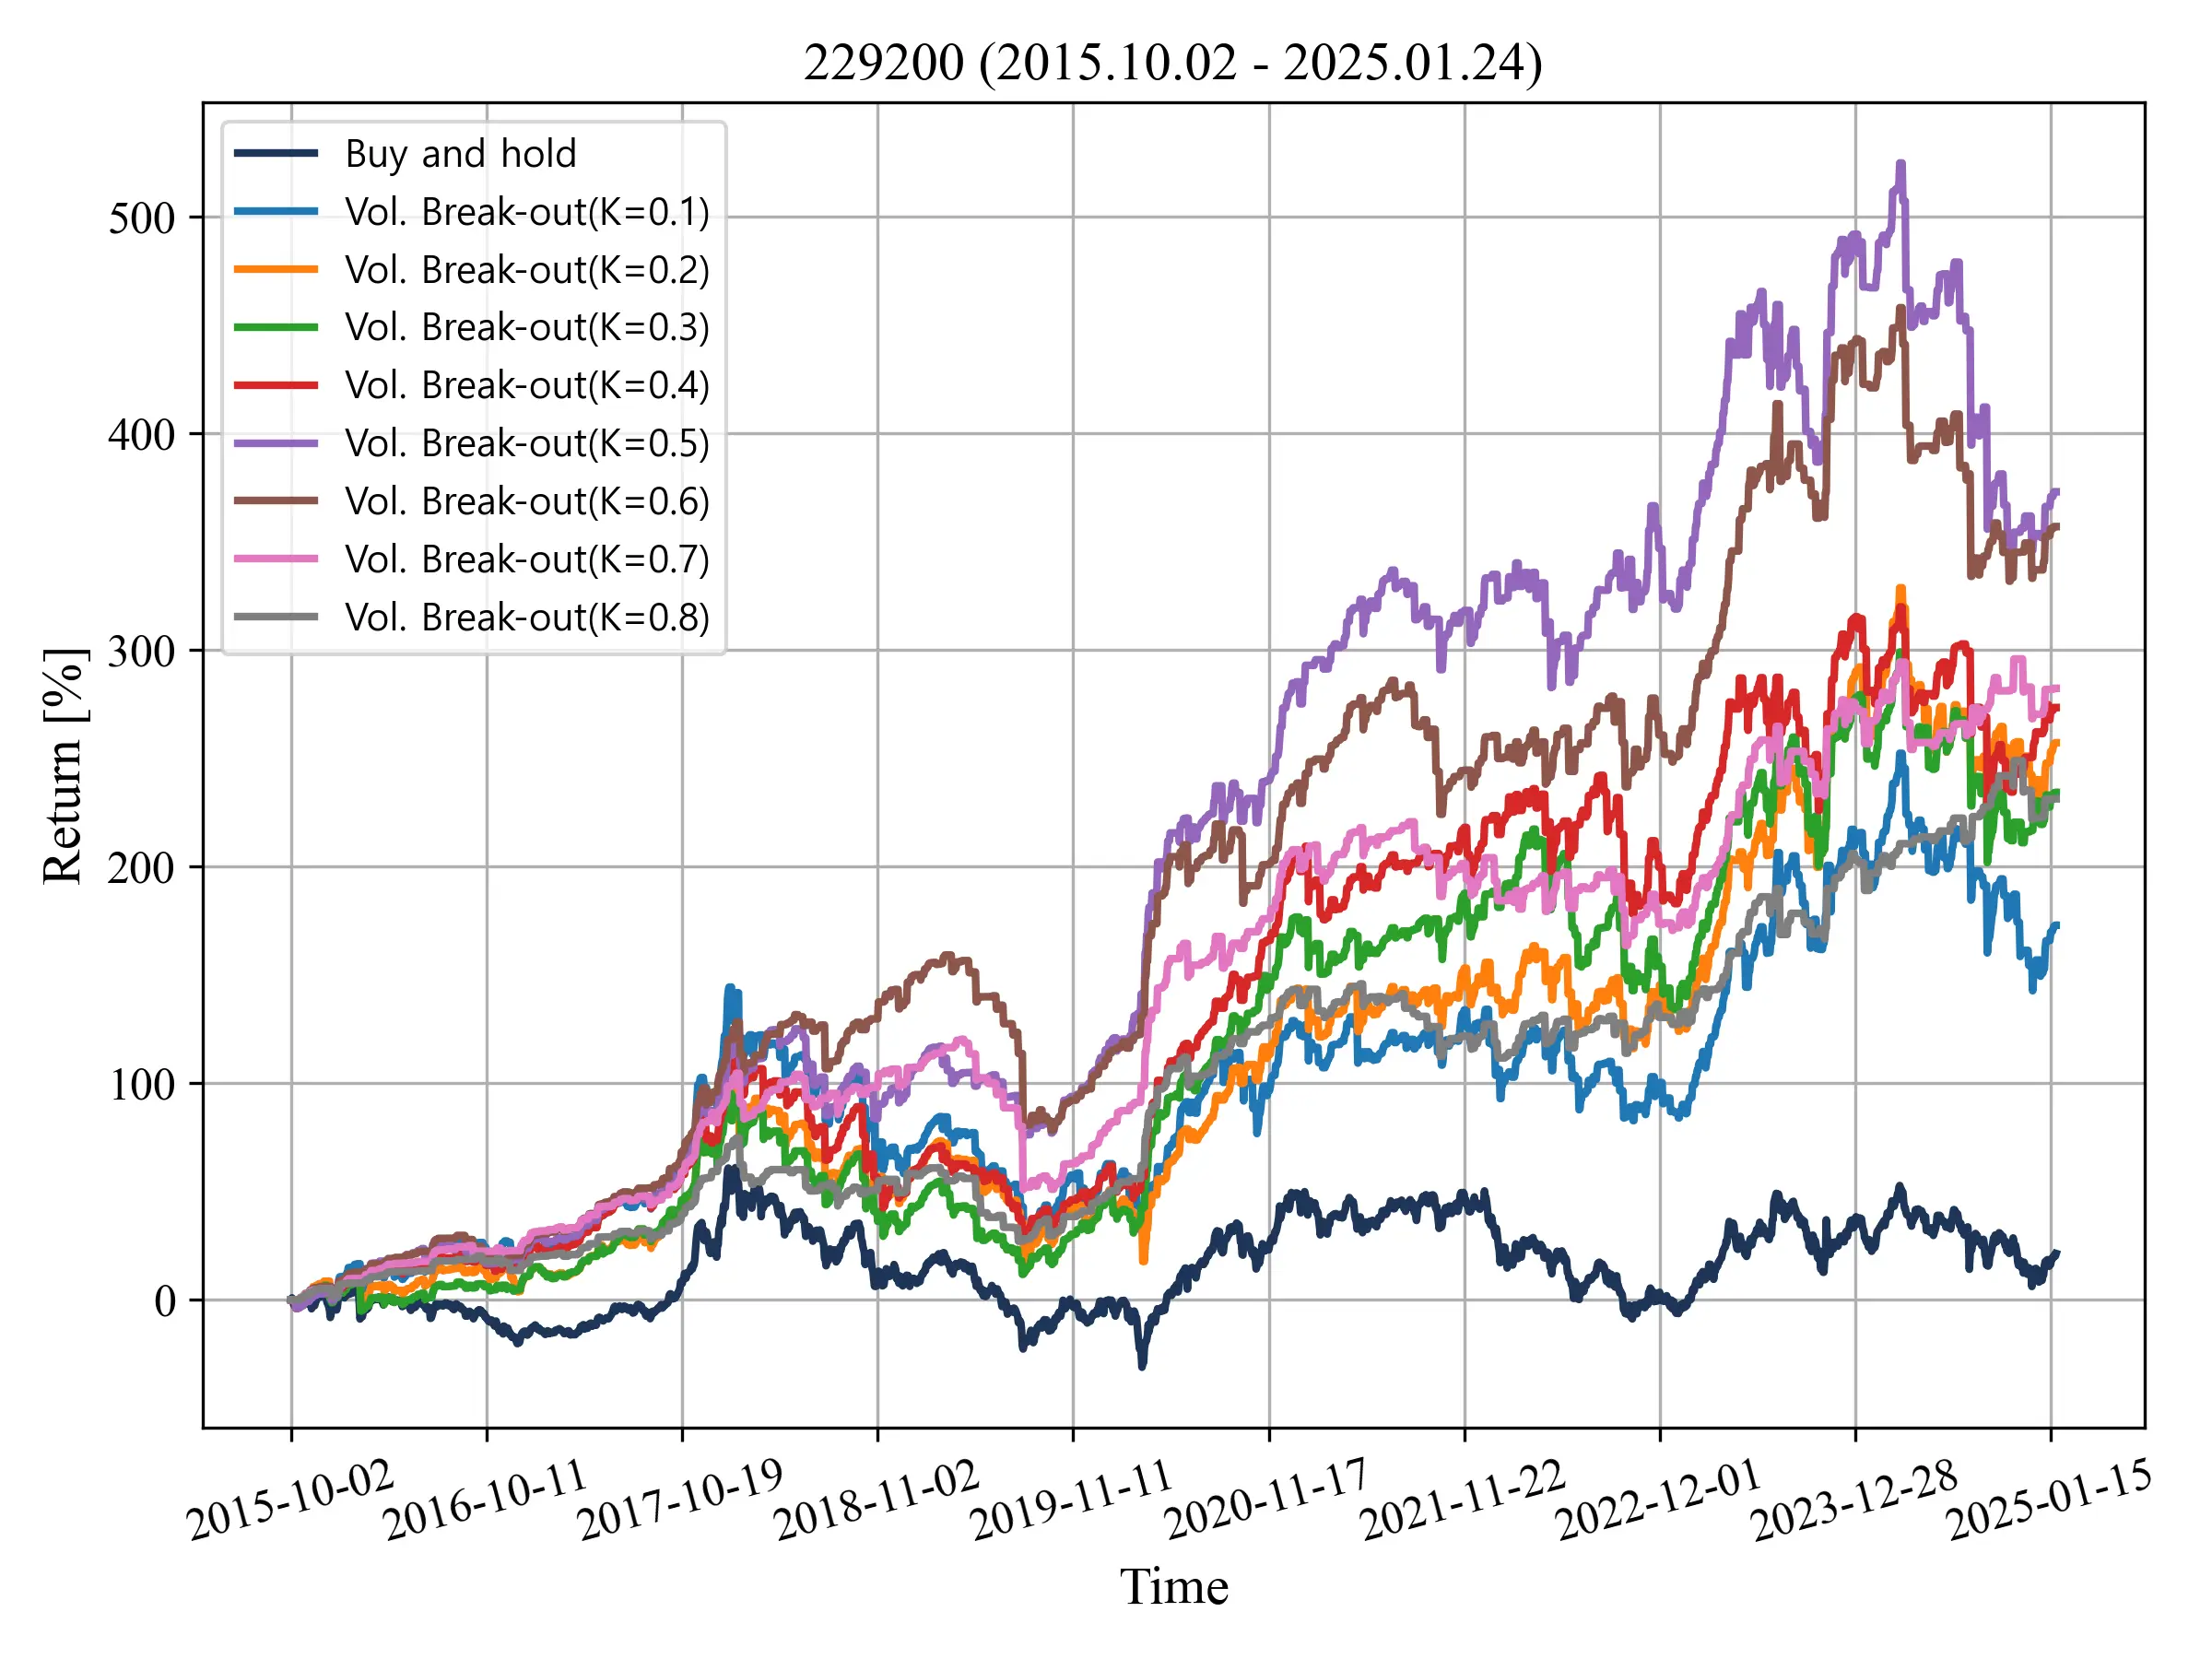 229200 (2015.10.02 - 2025.01.24)
Buy and hold
Vol. Break-out(K=0.1)
Vol. Break-out(K=0.2)
Vol. Break-out(K=0.3)
Vol. Break-out(K=0.4)
Vol. Break-out(K=0.5)
Vol. Break-out(K=0.6)
Vol. Break-out(K=0.7)
Vol. Break-out(K=0.8)
Return [%]
500
400
300
200
100
0
2015-10-02
2016-10-11
2017-10-19
2018-11-02
2019-11-11
2020-11-17
2021-11-22
2022-12-01
2023-12-28
2025-01-15
Time